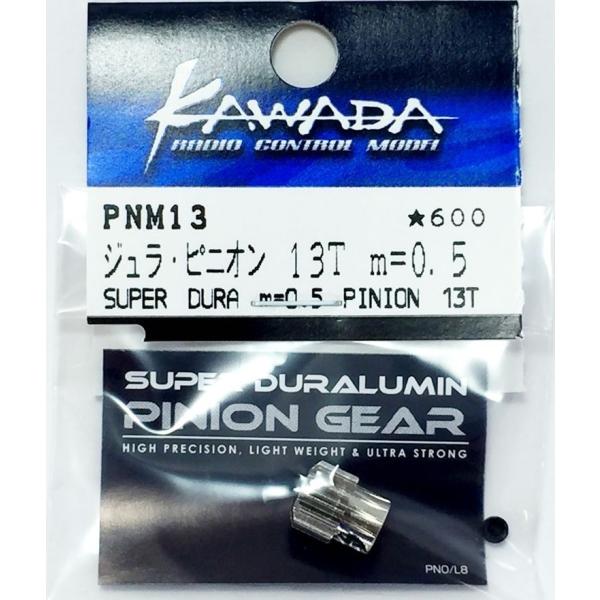 KAWADA
RADIO CONTROL MODEL
PNM13 ★600
ジュラ・ピニオン 13T m=0.5
SUPER DURA m=0.5 PINION 13T
SUPER DURALUMIN
PINION GEAR
HIGH PRECISION, LIGHT WEIGHT & ULTRA STRONG
PN0/L8